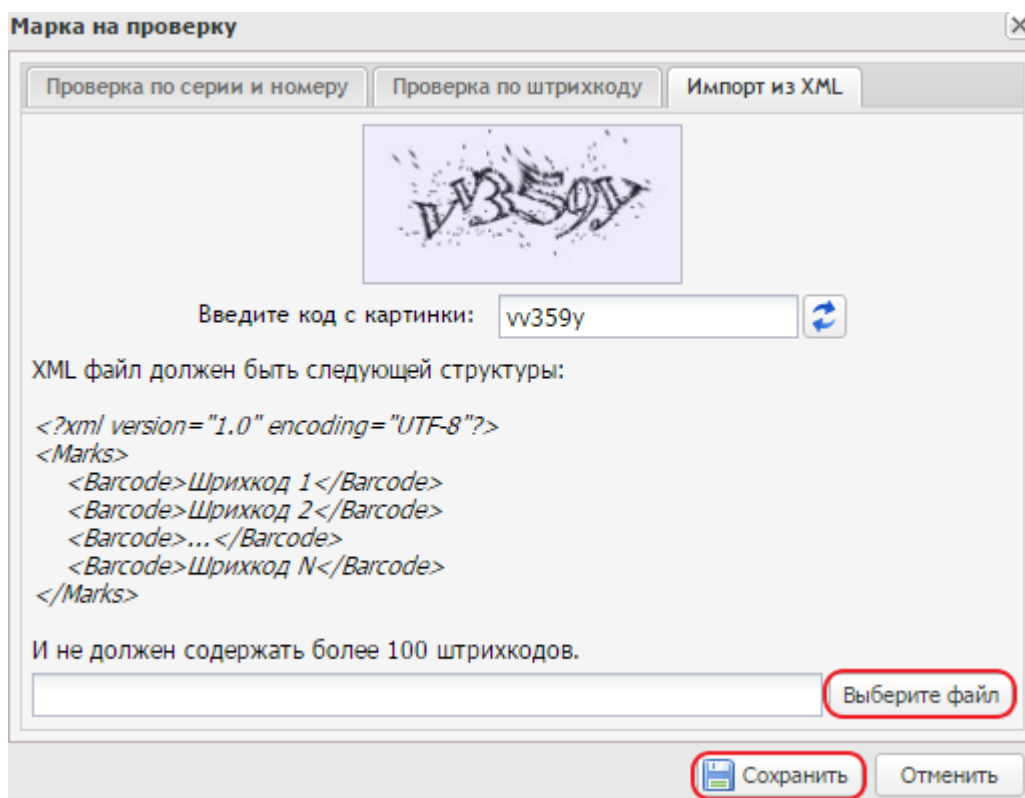 Марка на проверку
Проверка по серии и номеру Проверка по штрихкоду Импорт из XML
vv359y
Введите код с картинки: vv359y
XML файл должен быть следующей структуры:
<?xml version="1.0" encoding="UTF-8"?>
<Marks>
<Barcode>Шрихкод 1</Barcode>
<Barcode>Шрихкод 2</Barcode>
<Barcode>...</Barcode>
<Barcode>Шрихкод N</Barcode>
</Marks>
И не должен содержать более 100 штрихкодов.
Выберите файл
Сохранить Отменить